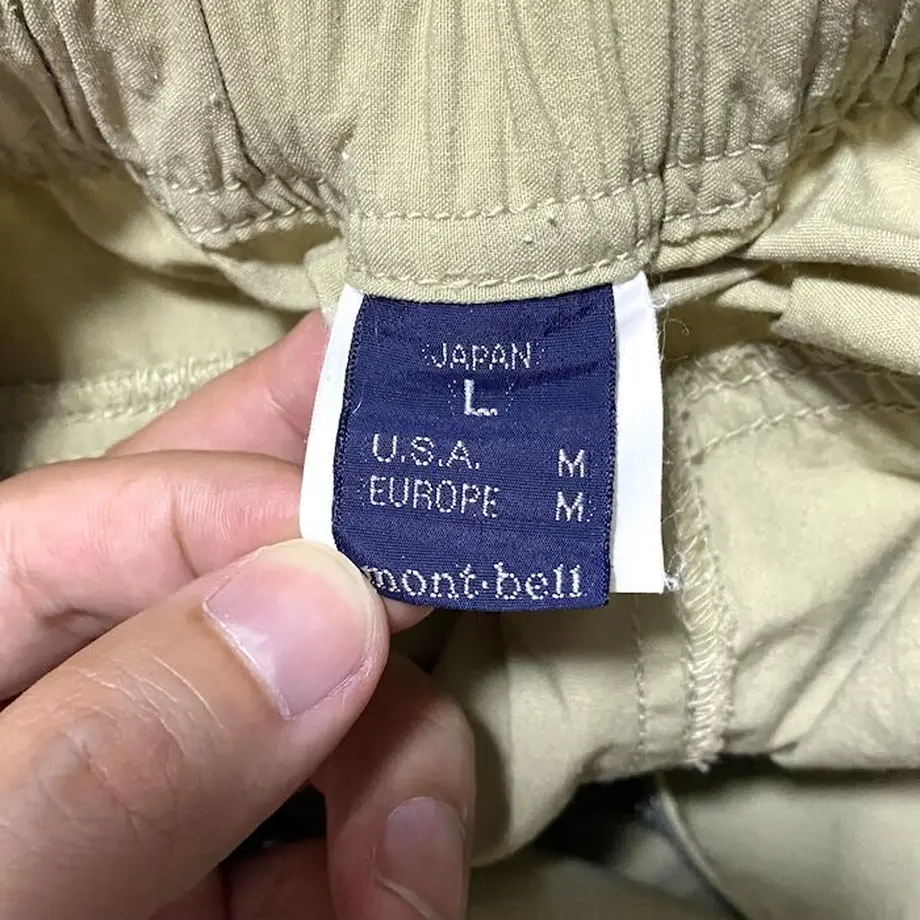 JAPAN
L
U.S.A. M
EUROPE M
mont·bell